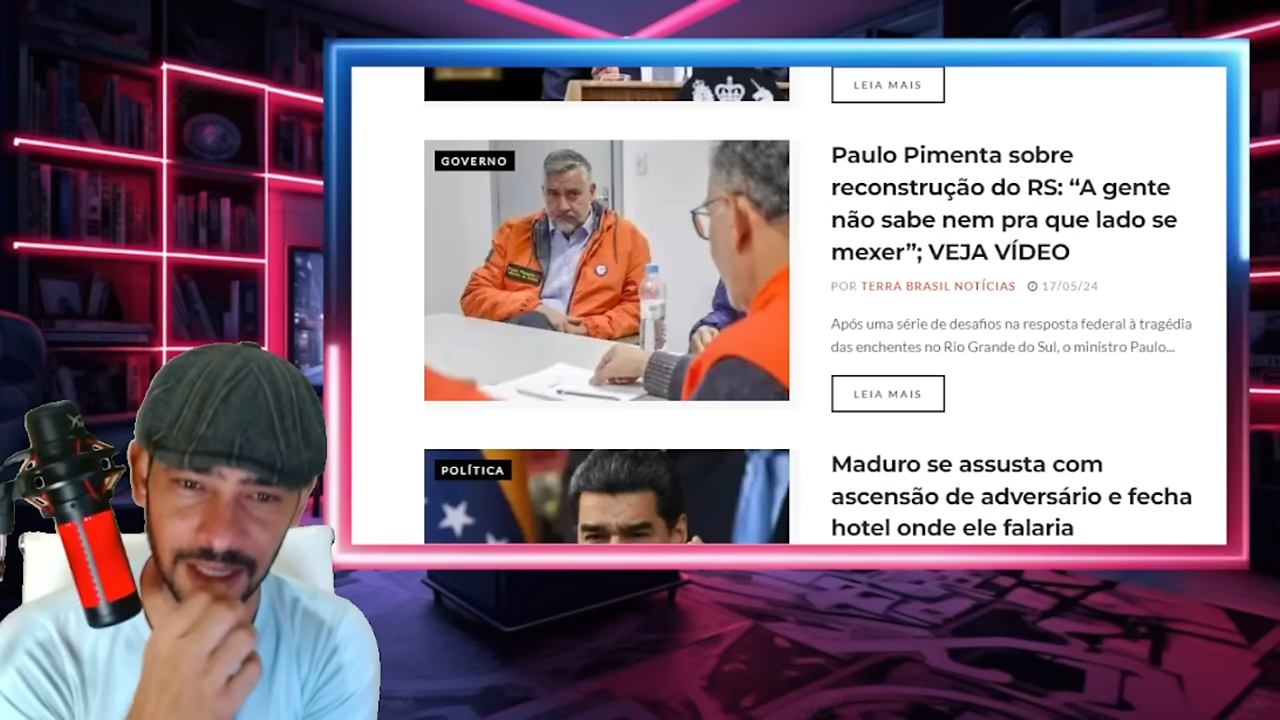 LEIA MAIS
GOVERNO
Paulo Pimenta sobre
reconstrução do RS: “A gente
não sabe nem pra que lado se
mexer”; VEJA VÍDEO
POR TERRA BRASIL NOTÍCIAS 17/05/24
Após uma série de desafios na resposta federal à tragédia
das enchentes no Rio Grande do Sul, o ministro Paulo...
LEIA MAIS
POLÍTICA
Maduro se assusta com
ascensão de adversário e fecha
hotel onde ele falaria